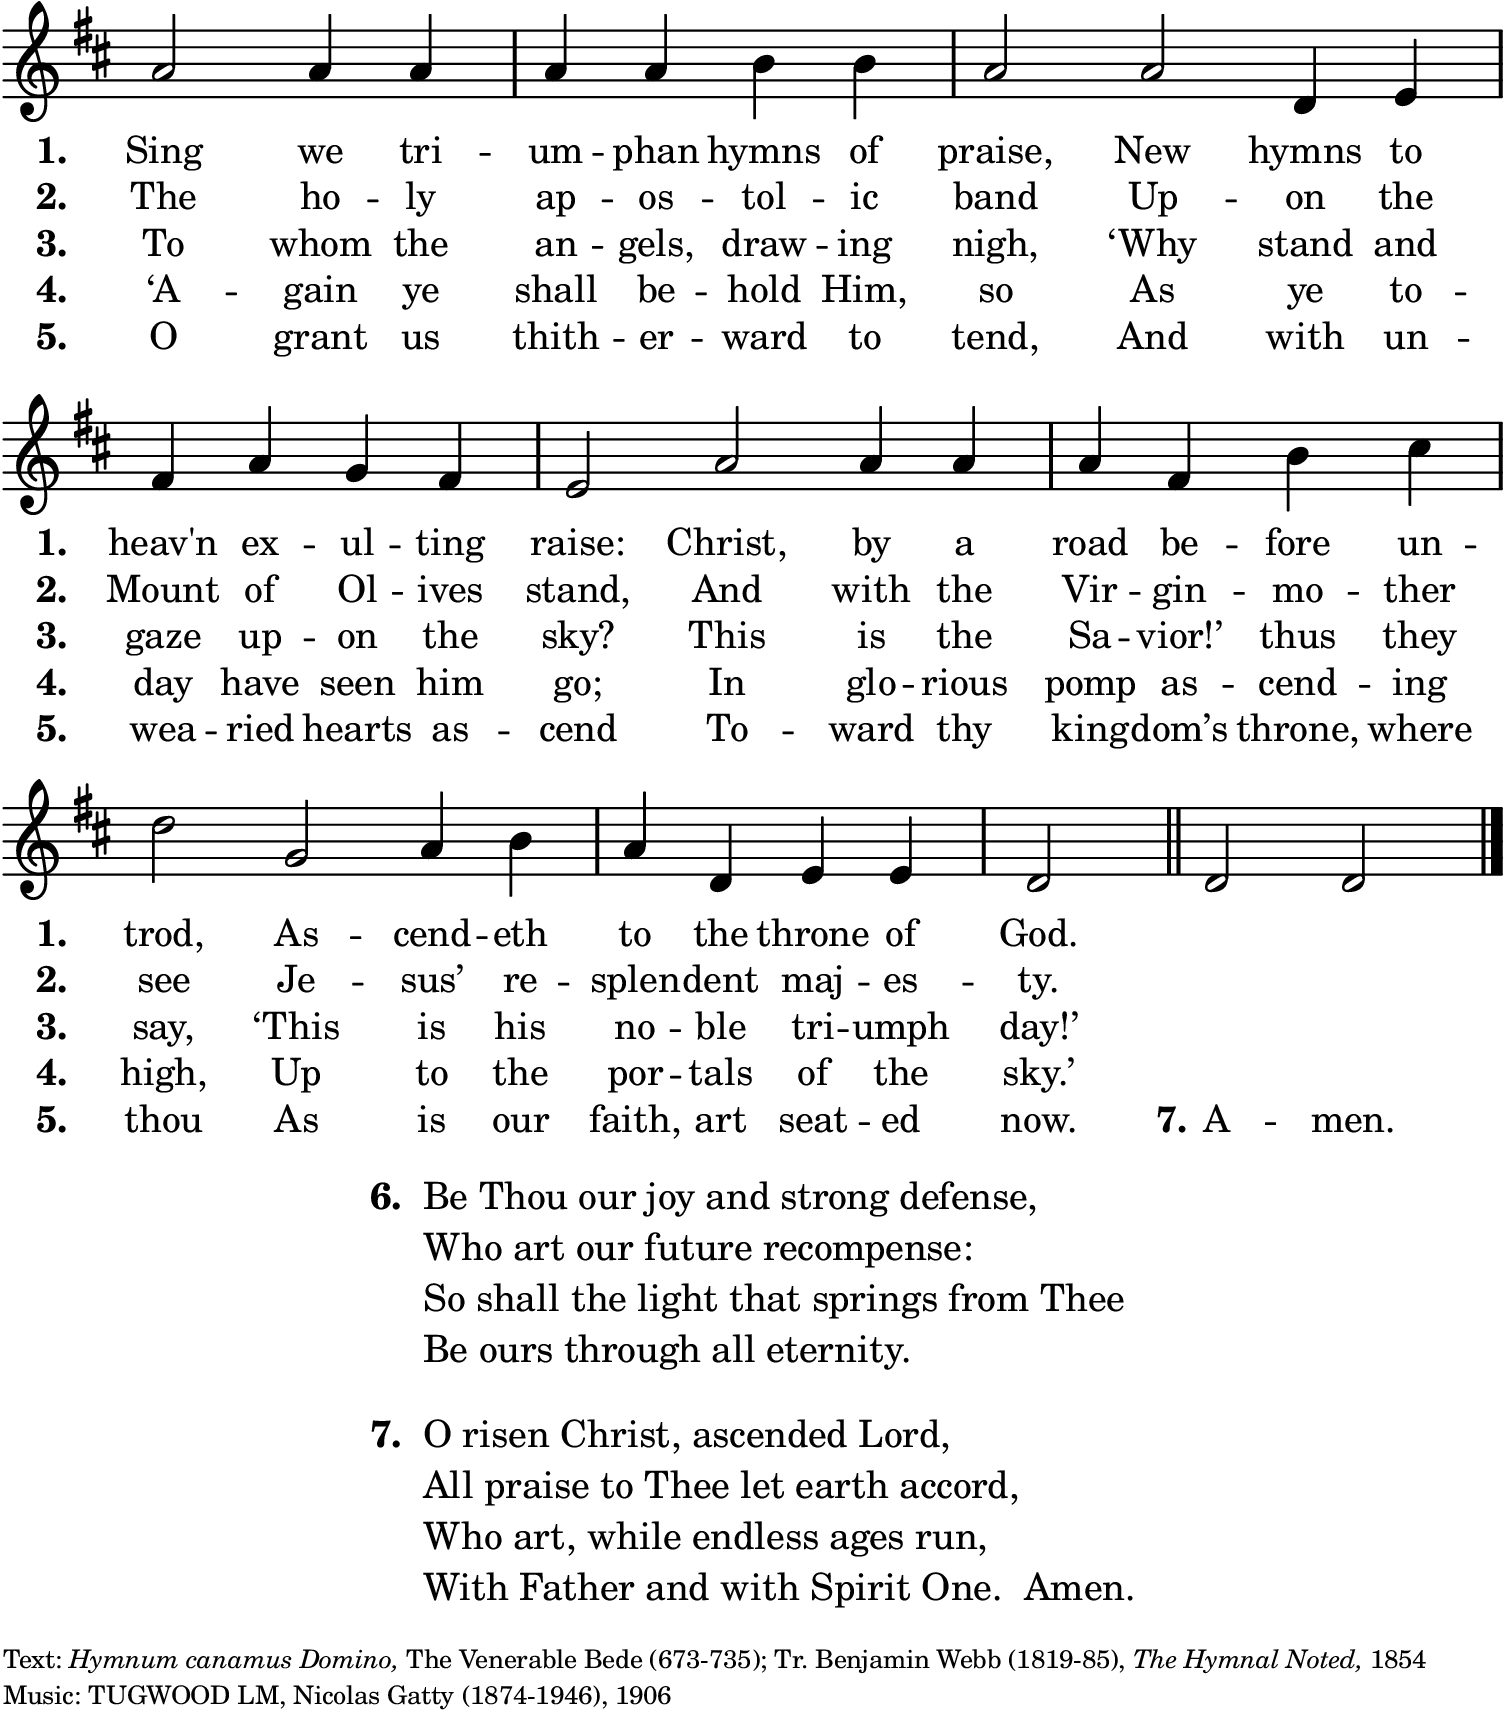 1. Sing we tri - um - phan hymns of praise, New hymns to
2. The ho - ly ap - os - tol - ic band Up - on the
3. To whom the an - gels, draw - ing nigh, ‘Why stand and
4. ‘A - gain ye shall be - hold Him, so As ye to -
5. O grant us thith - er - ward to tend, And with un -
1. heav'n ex - ul - ting raise: Christ, by a road be - fore un -
2. Mount of Ol - ives stand, And with the Vir - gin - mo - ther
3. gaze up - on the sky? This is the Sa - vior!’ thus they
4. day have seen him go; In glo - rious pomp as - cend - ing
5. wea - ried hearts as - cend To - ward thy kingdom’s throne, where
1. trod, As - cend - eth to the throne of God.
2. see Je - sus’ re - splendent maj - es - ty.
3. say, ‘This is his no - ble tri - umph day!’
4. high, Up to the por - tals of the sky.’
5. thou As is our faith, art seat - ed now. 7. A - men.
6. Be Thou our joy and strong defense,
Who art our future recompense:
So shall the light that springs from Thee
Be ours through all eternity.
7. O risen Christ, ascended Lord,
All praise to Thee let earth accord,
Who art, while endless ages run,
With Father and with Spirit One. Amen.
Text: Hymnum canamus Domino, The Venerable Bede (673-735); Tr. Benjamin Webb (1819-85), The Hymnal Noted, 1854
Music: TUGWOOD LM, Nicolas Gatty (1874-1946), 1906